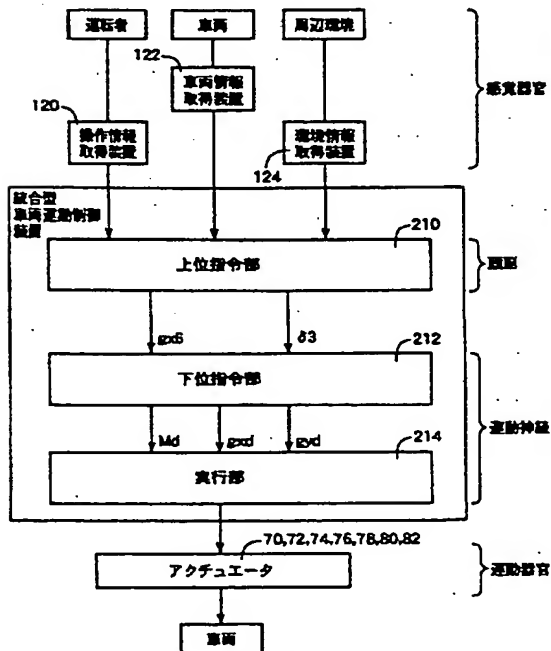 運転者
車両
周辺環境
122
車両情報
取得装置
120
操作情報
取得装置
環境情報
取得装置
124
感覚器官
統合型
車両運動制御
装置
210
上位指令部
頭脳
gx6
δ3
212
下位指令部
運動神経
Md
gxd
gyd
214
実行部
70,72,74,76,78,80,82
アクチュエータ
運動器官
車両